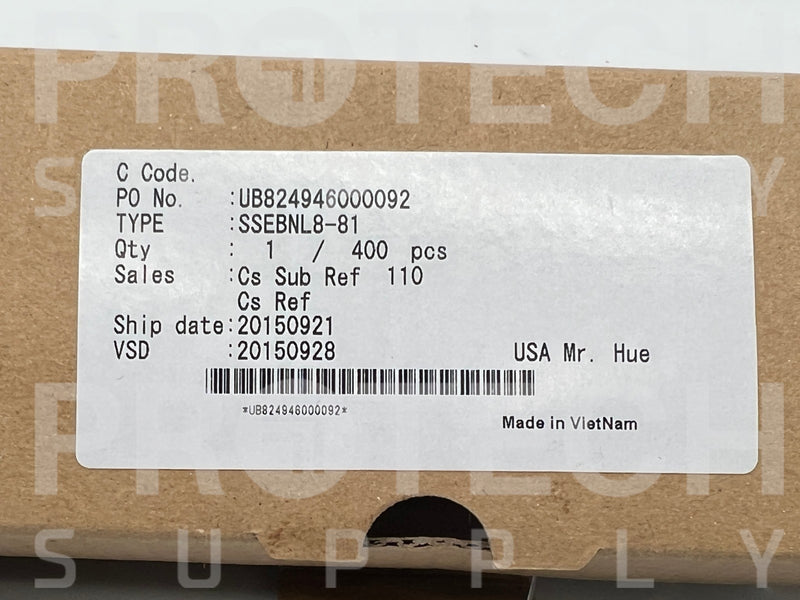 PROTECH
SUPPLY
C Code.
PO No. :UB824946000092
TYPE :SSEBNL8-81
Qty : 1 / 400 pcs
Sales :Cs Sub Ref 110
Cs Ref
Ship date:20150921
VSD :20150928 USA Mr. Hue
*UB824946000092*
Made in VietNam
PROTECH
SUPPLY